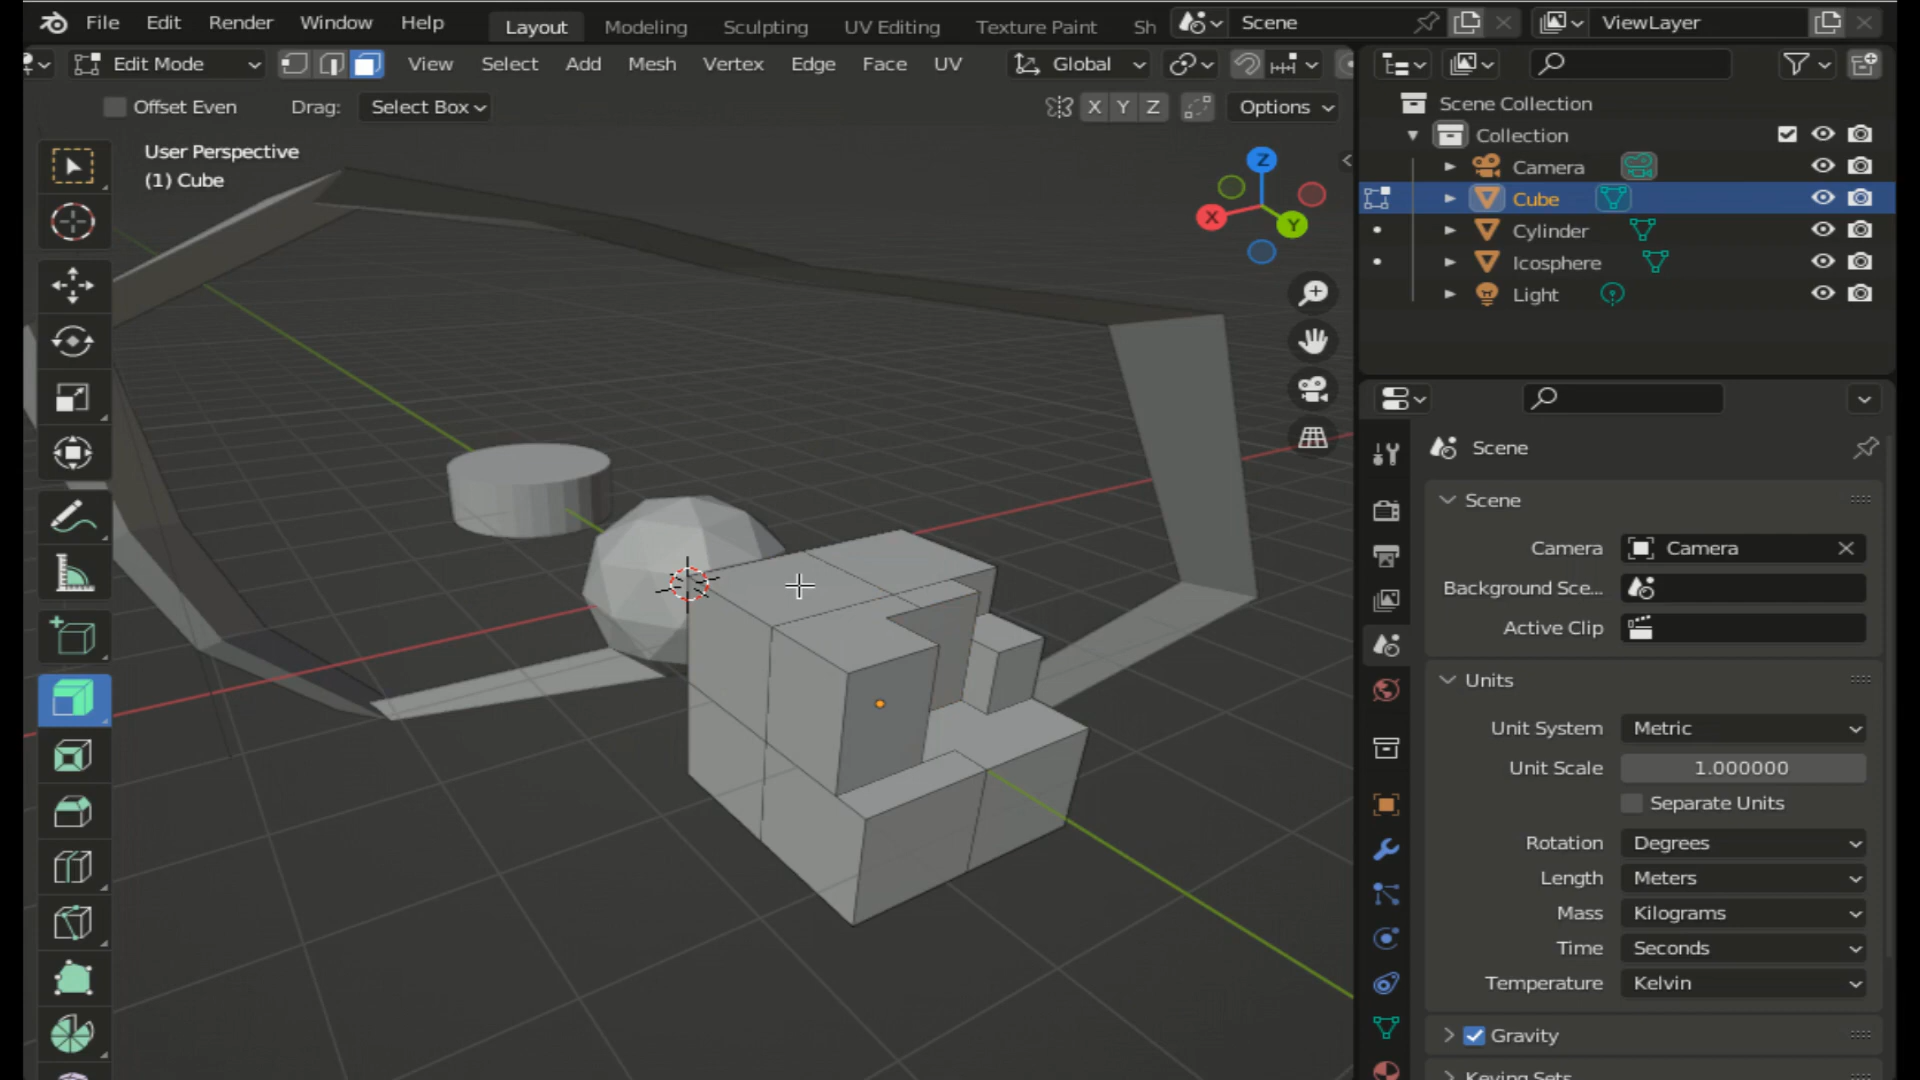 File Edit Render Window Help Layout Modeling Sculpting UV Editing Texture Paint Sh Scene ViewLayer
Edit Mode View Select Add Mesh Vertex Edge Face UV Global
Offset Even Drag: Select Box X Y Z Options
User Perspective
(1) Cube
Z
X
Y
Scene Collection
Collection
Camera
Cube
Cylinder
Icosphere
Light
Scene
Scene
Camera Camera
Background Sce...
Active Clip
Units
Unit System Metric
Unit Scale 1.000000
Separate Units
Rotation Degrees
Length Meters
Mass Kilograms
Time Seconds
Temperature Kelvin
Gravity
Keying Sets